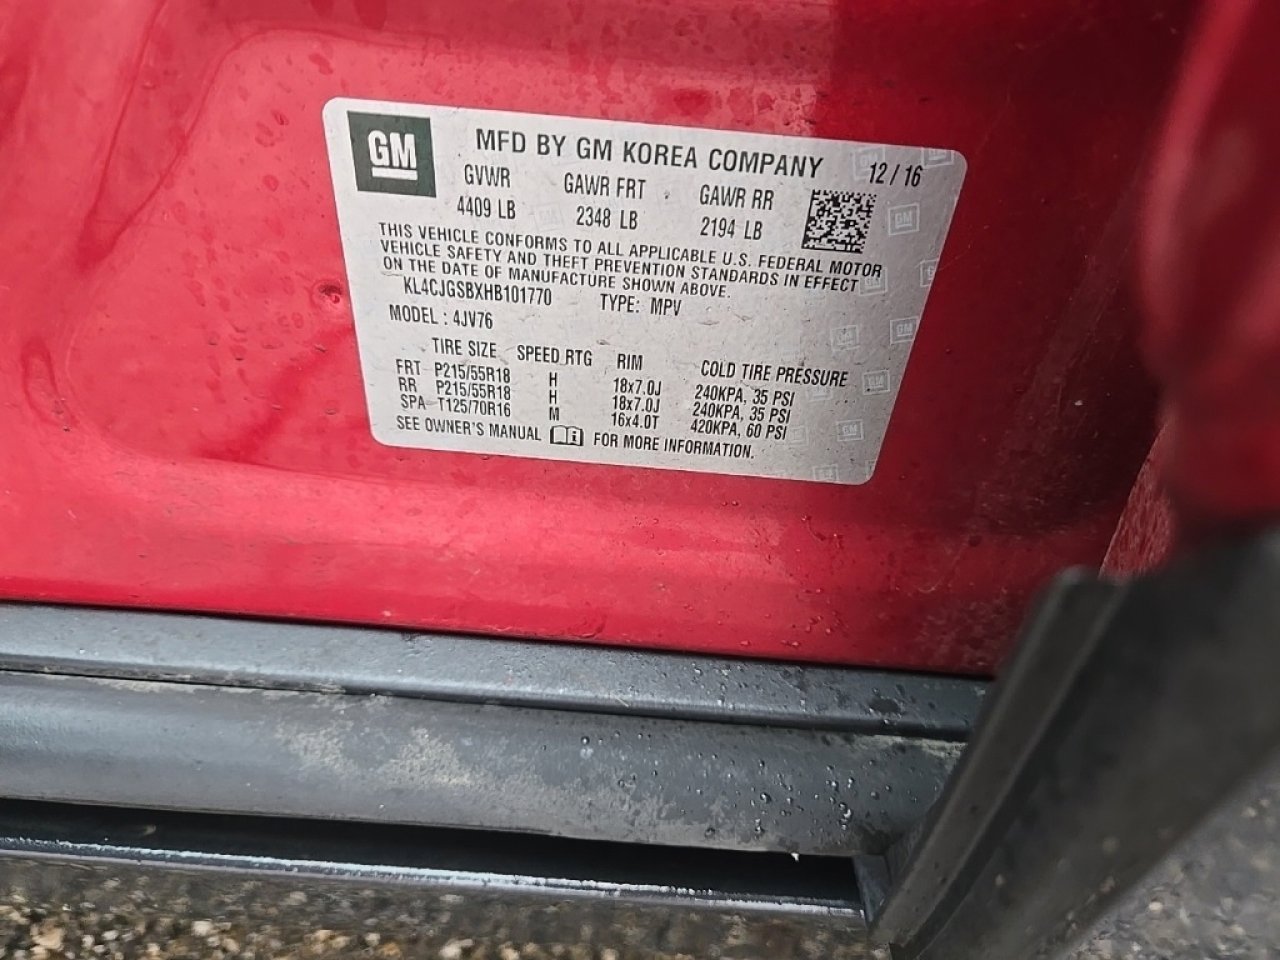 GM MFD BY GM KOREA COMPANY 12/16
GVWR GAWR FRT GAWR RR
4409 LB 2348 LB 2194 LB
THIS VEHICLE CONFORMS TO ALL APPLICABLE U.S. FEDERAL MOTOR
VEHICLE SAFETY AND THEFT PREVENTION STANDARDS IN EFFECT
ON THE DATE OF MANUFACTURE SHOWN ABOVE.
KL4CJGSBXHB101770 TYPE: MPV
MODEL : 4JV76
TIRE SIZE SPEED RTG RIM COLD TIRE PRESSURE
FRT P215/55R18 H 18x7.0J 240KPA, 35 PSI
RR P215/55R18 H 18x7.0J 240KPA, 35 PSI
SPA T125/70R16 M 16x4.0T 420KPA, 60 PSI
SEE OWNER'S MANUAL FOR MORE INFORMATION.